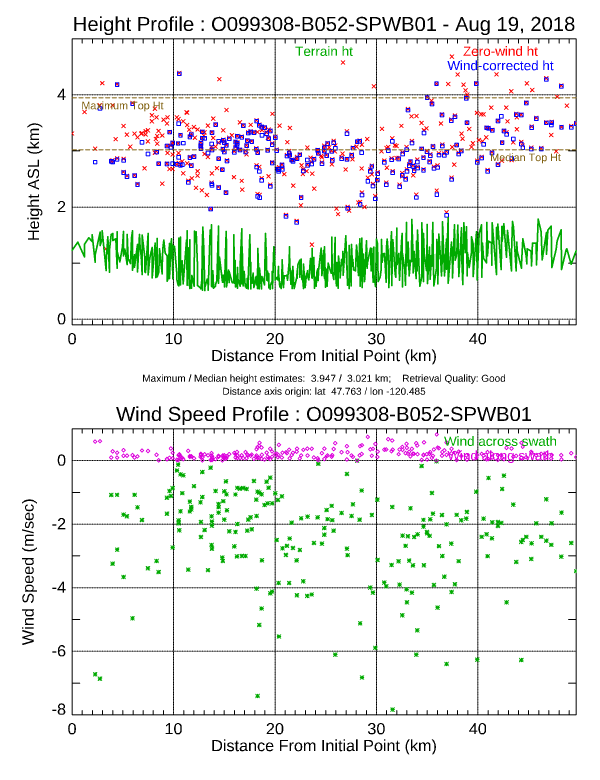 Height Profile : O099308-B052-SPWB01 - Aug 19, 2018
Terrain ht
Zero-wind ht
Wind-corrected ht
Maximum Top Ht
Median Top Ht
Height ASL (km)
4
2
0
0 10 20 30 40
Distance From Initial Point (km)
Maximum / Median height estimates: 3.947 / 3.021 km; Retrieval Quality: Good
Distance axis origin: lat 47.763 / lon -120.485
Wind Speed Profile : O099308-B052-SPWB01
Wind across swath
Wind along swath
Wind Speed (m/sec)
0
-2
-4
-6
-8
0 10 20 30 40
Distance From Initial Point (km)